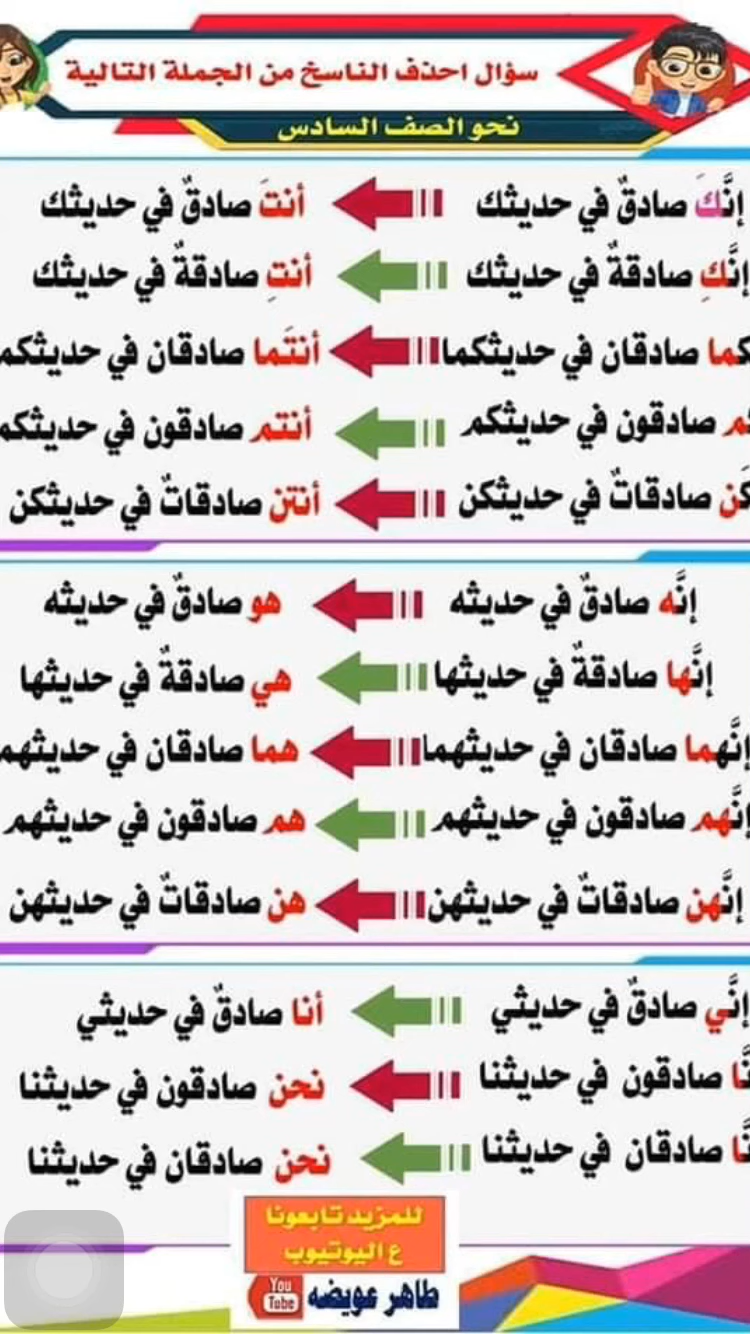 سؤال احذف الناسخ من الجملة التالية
نحو الصف السادس
إنَّكَ صادقٌ في حديثك أنتَ صادقٌ في حديثك
إنَّكِ صادقةٌ في حديثك أنتِ صادقةٌ في حديثك
كما صادقان في حديثكما أنتَما صادقان في حديثكم
صادقون في حديثكم أنتم صادقون في حديثكم
كن صادقاتٌ في حديثكن أنتن صادقاتٌ في حديثكن
إنَّه صادقٌ في حديثه هو صادقٌ في حديثه
إنَّها صادقةٌ في حديثها هي صادقةٌ في حديثها
إنَّهما صادقان في حديثهما هما صادقان في حديثهم
إنَّهم صادقون في حديثهم هم صادقون في حديثهم
إنَّهن صادقاتٌ في حديثهن هن صادقاتٌ في حديثهن
إنَّي صادقٌ في حديثي أنا صادقٌ في حديثي
نَّا صادقون في حديثنا نحن صادقون في حديثنا
نَّا صادقان في حديثنا نحن صادقان في حديثنا
للمزيد تابعونا
ع اليوتيوب
You Tube طاهر عويضه